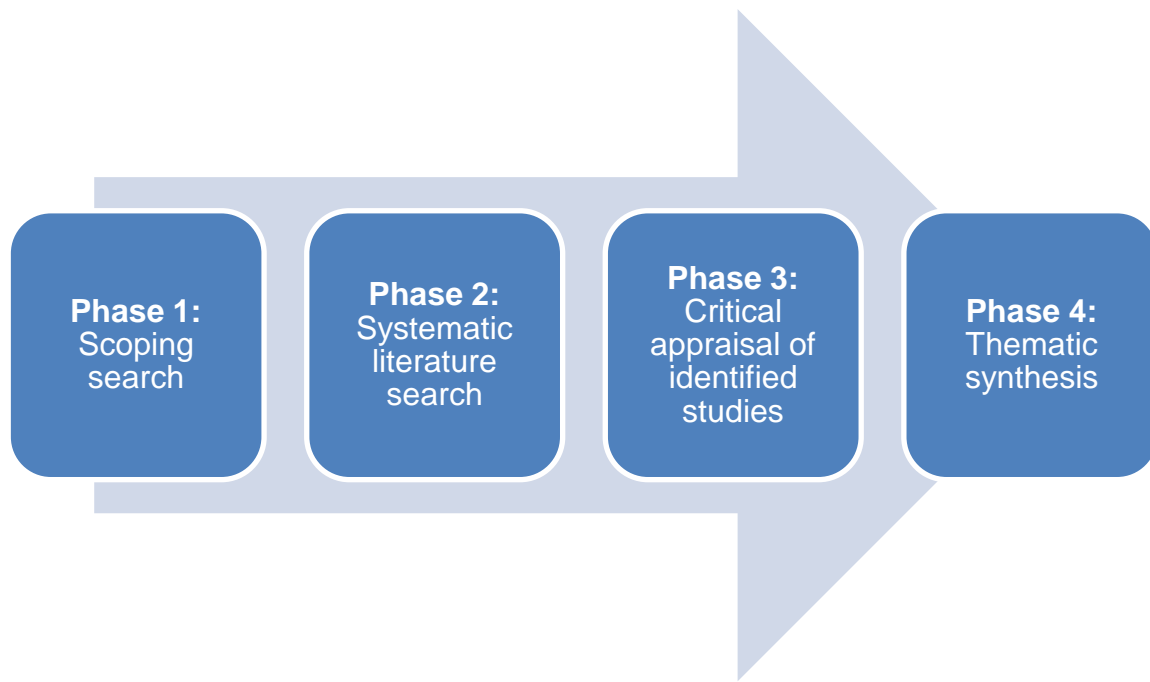 Phase 1:
Scoping
search
Phase 2:
Systematic
literature
search
Phase 3:
Critical
appraisal of
identified
studies
Phase 4:
Thematic
synthesis